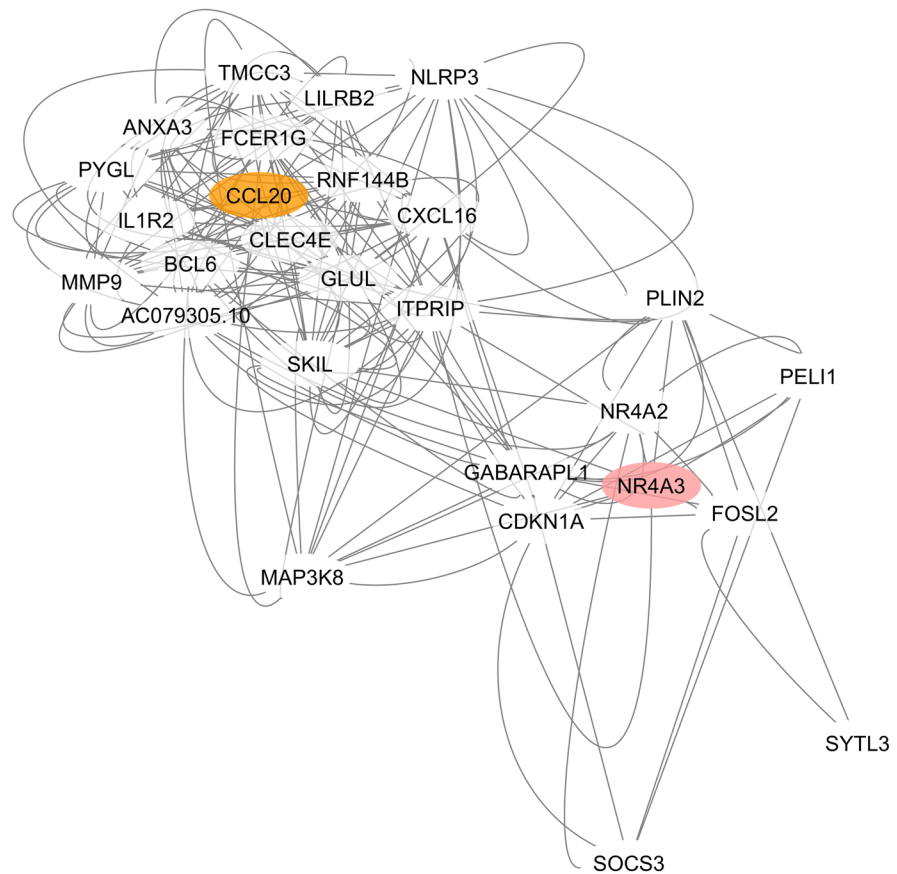 TMCC3
NLRP3
LILRB2
ANXA3
FCER1G
PYGL
RNF144B
CCL20
CXCL16
IL1R2
CLEC4E
BCL6
GLUL
MMP9
PLIN2
ITPRIP
AC079305.10
SKIL
PELI1
NR4A2
GABARAPL1
NR4A3
FOSL2
CDKN1A
MAP3K8
SYTL3
SOCS3